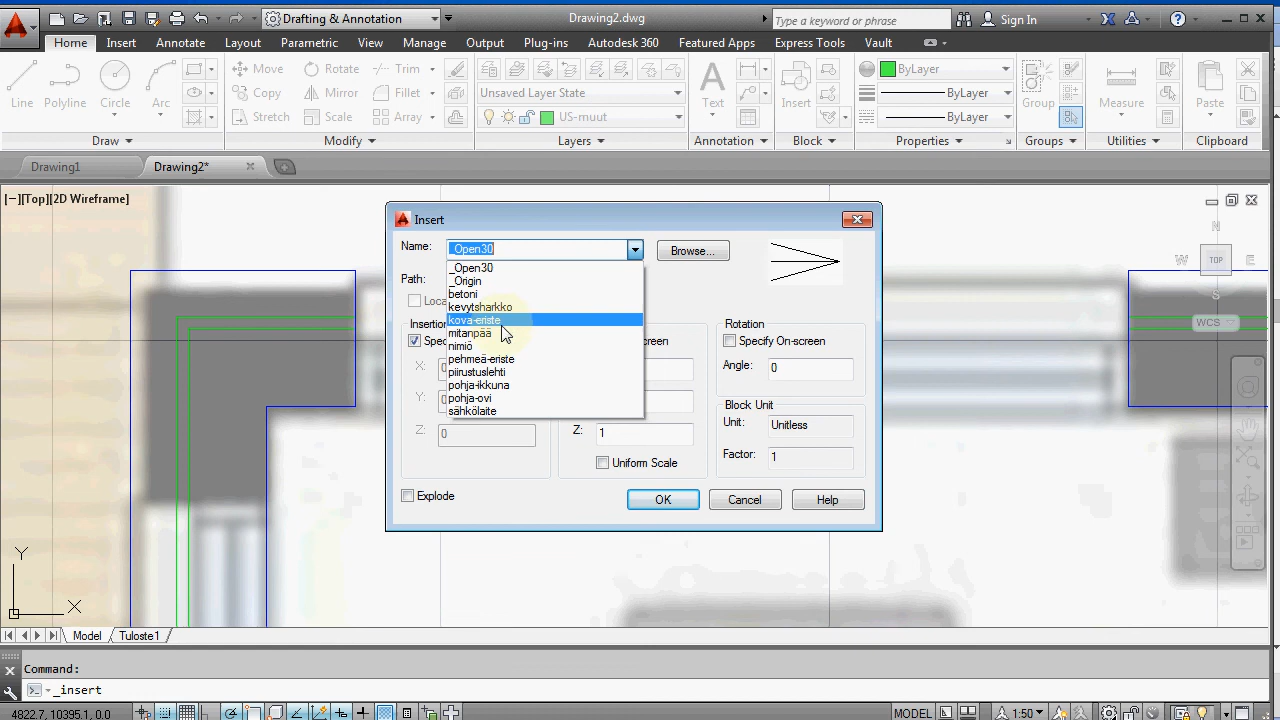 Drafting & Annotation
Drawing2.dwg
Type a keyword or phrase
Sign In
Home Insert Annotate Layout Parametric View Manage Output Plug-ins Autodesk 360 Featured Apps Express Tools Vault
Line
Polyline
Circle
Arc
Move
Rotate
Trim
Copy
Mirror
Fillet
Stretch
Scale
Array
Unsaved Layer State
US-muut
Text
Insert
ByLayer
ByLayer
ByLayer
Group
Measure
Paste
Draw
Modify
Layers
Annotation
Block
Properties
Groups
Utilities
Clipboard
Drawing1
Drawing2*
[−][Top][2D Wireframe]
N
W
TOP
E
S
WCS
Insert
Name:
_Open30
Browse...
_Open30
_Origin
betoni
kevytsharkko
kova-eriste
mitanpää
nimiö
pehmeä-eriste
piirustuslehti
pohja-ikkuna
pohja-ovi
sähkölaite
Path:
Rotation
Specify On-screen
Angle:
0
X:
Y:
Z:
0
Z:
1
Uniform Scale
Block Unit
Unit:
Unitless
Factor:
1
Explode
OK
Cancel
Help
Y
X
Model
Tuloste1
Command:
_insert
4822.7, 10395.1, 0.0
MODEL
1:50